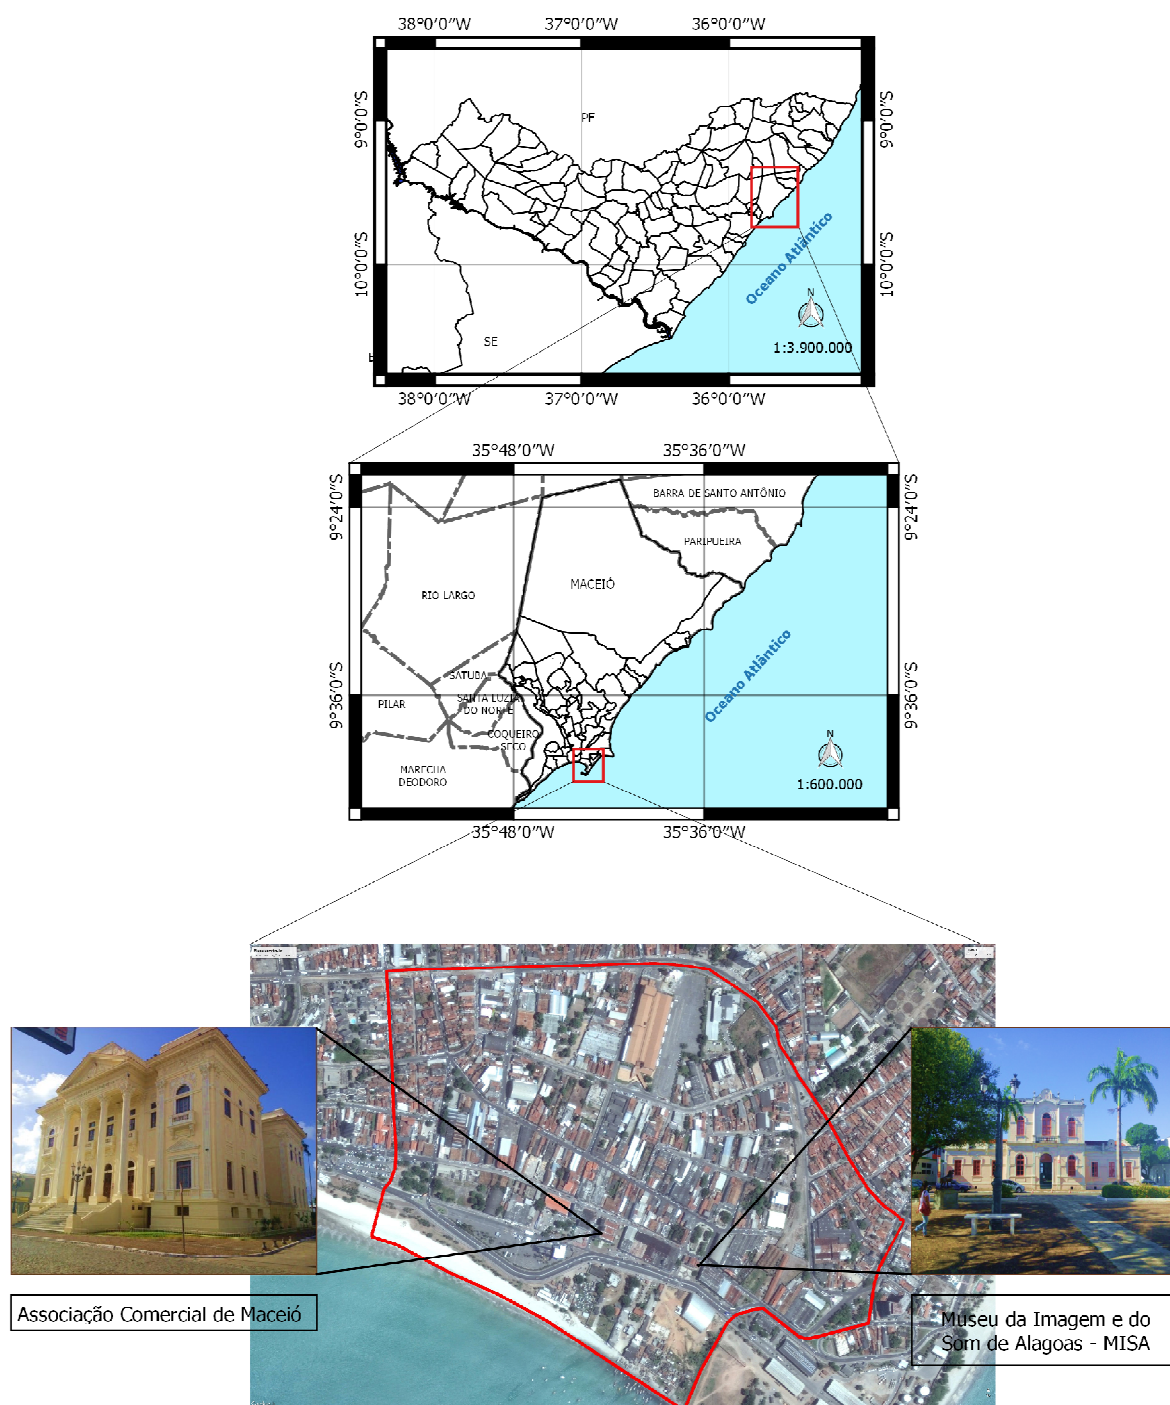 38°0′0″W 37°0′0″W 36°0′0″W
9°0′0″S 9°0′0″S
PE
Oceano Atlântico
10°0′0″S 10°0′0″S
N
SE
1:3.900.000
38°0′0″W 37°0′0″W 36°0′0″W
35°48′0″W 35°36′0″W
9°24′0″S 9°24′0″S
BARRA DE SANTO ANTÔNIO
PARIPUEIRA
MACEIÓ
RIO LARGO
Oceano Atlântico
SATUBA
9°36′0″S 9°36′0″S
SANTA LUZIA
DO NORTE
PILAR
COQUEIRO
SECO
N
MARECHA
DEODORO
1:600.000
35°48′0″W 35°36′0″W
Associação Comercial de Maceió
Museu da Imagem e do
Som de Alagoas - MISA